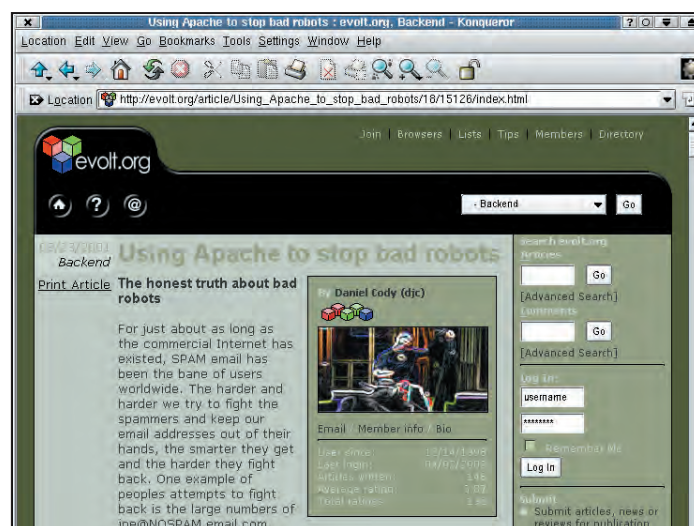 Using Apache to stop bad robots : evolt.org, Backend - Konqueror
Location Edit View Go Bookmarks Tools Settings Window Help
Location http://evolt.org/article/Using_Apache_to_stop_bad_robots/18/15126/index.html
Join | Browsers | Lists | Tips | Members | Directory
evolt.org
- Backend
Go
Backend
Print Article
Using Apache to stop bad robots
The honest truth about bad
robots
For just about as long as
the commercial Internet has
existed, SPAM email has
been the bane of users
worldwide. The harder and
harder we try to fight the
spammers and keep our
email addresses out of their
hands, the smarter they get
and the harder they fight
back. One example of
peoples attempts to fight
back is the large numbers of
joe@NOSPAM.email.com
By Daniel Cody (djc)
Email / Member info / Bio
User since:
Last login:
Articles written:
Average rating:
Total ratings:
search evolt.org
Articles
Go
[Advanced Search]
Comments
Go
[Advanced Search]
Log In:
username
********
Remember Me
Log In
Submit
Submit articles, news or
reviews for publication